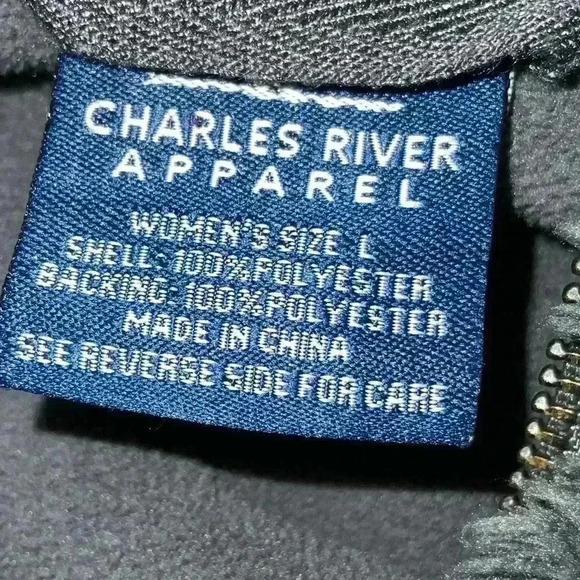 CHARLES RIVER
APPAREL
WOMEN'S SIZE L
SHELL: 100%POLYESTER
BACKING: 100%POLYESTER
MADE IN CHINA
SEE REVERSE SIDE FOR CARE